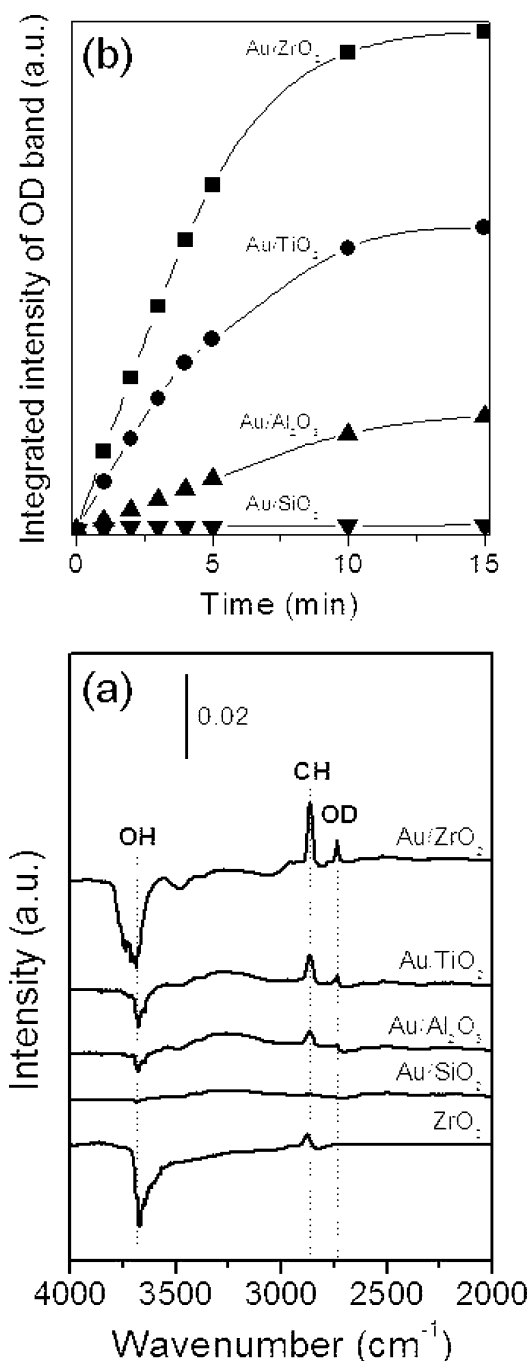 (b)
Integrated intensity of OD band (a.u.)
Au/ZrO₂
Au/TiO₂
Au/Al₂O₃
Au/SiO₂
0 5 10 15
Time (min)
(a)
0.02
CH
OD
OH
Au/ZrO₂
Au/TiO₂
Au/Al₂O₃
Au/SiO₂
ZrO₂
Intensity (a.u.)
4000 3500 3000 2500 2000
Wavenumber (cm⁻¹)